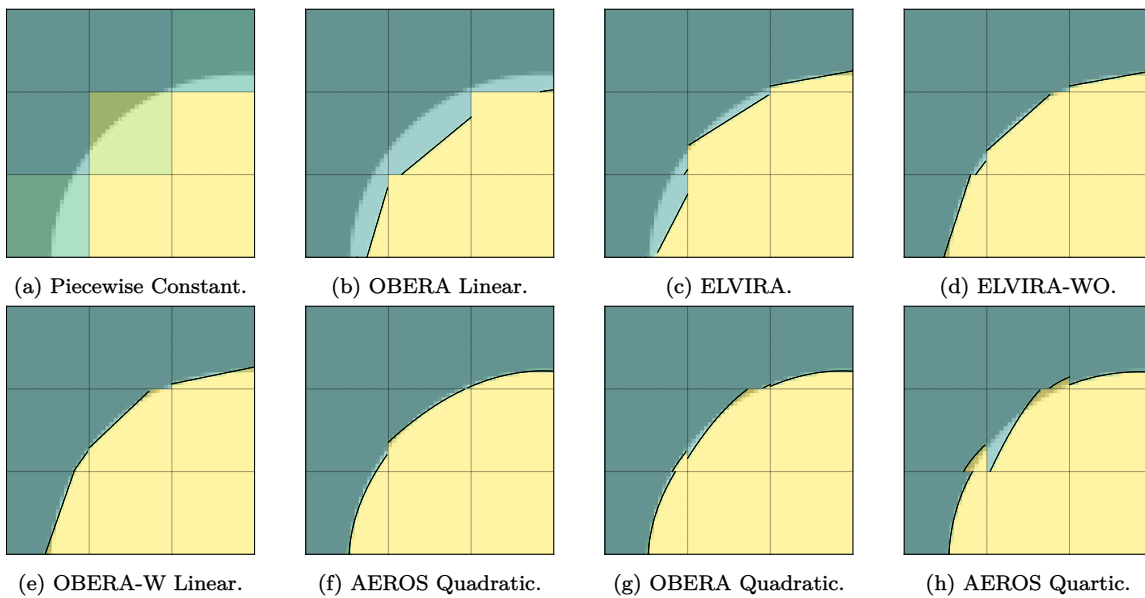 (a) Piecewise Constant.
(b) OBERA Linear.
(c) ELVIRA.
(d) ELVIRA-WO.
(e) OBERA-W Linear.
(f) AEROS Quadratic.
(g) OBERA Quadratic.
(h) AEROS Quartic.